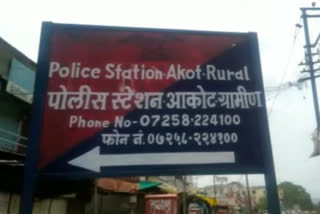 Police Station Akot Rural
पोलीस स्टेशन आकोट ग्रामीण
Phone No-07258-224100
फोन नं.०७२५८-२२४१००